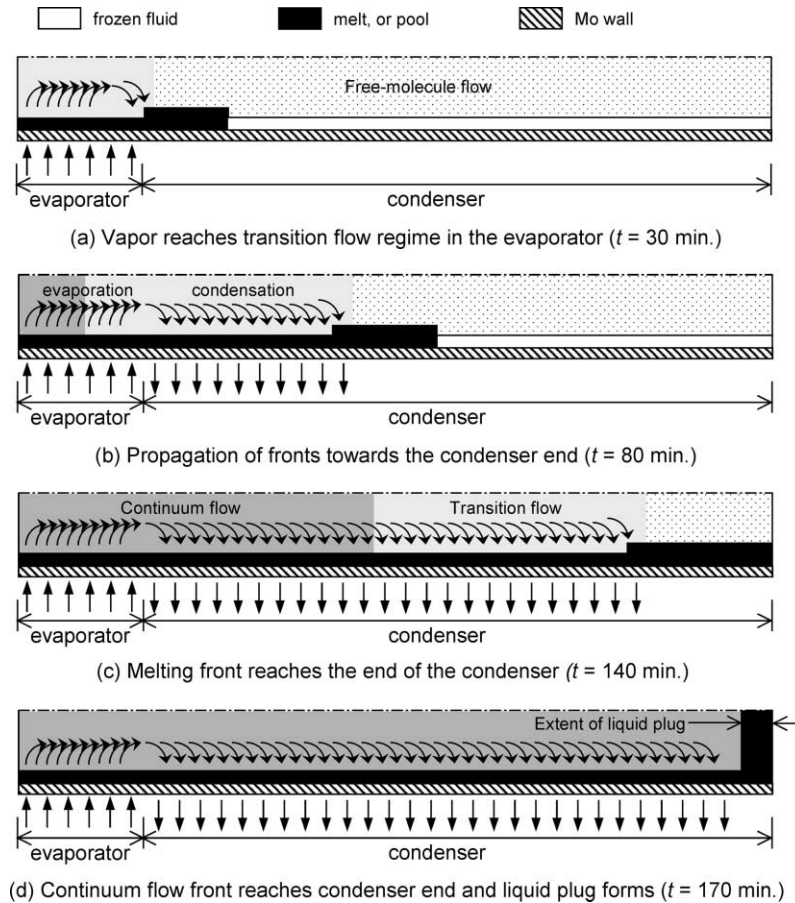 frozen fluid melt, or pool Mo wall
Free-molecule flow
evaporator condenser
(a) Vapor reaches transition flow regime in the evaporator (t = 30 min.)
evaporation condensation
evaporator condenser
(b) Propagation of fronts towards the condenser end (t = 80 min.)
Continuum flow Transition flow
evaporator condenser
(c) Melting front reaches the end of the condenser (t = 140 min.)
Extent of liquid plug
evaporator condenser
(d) Continuum flow front reaches condenser end and liquid plug forms (t = 170 min.)